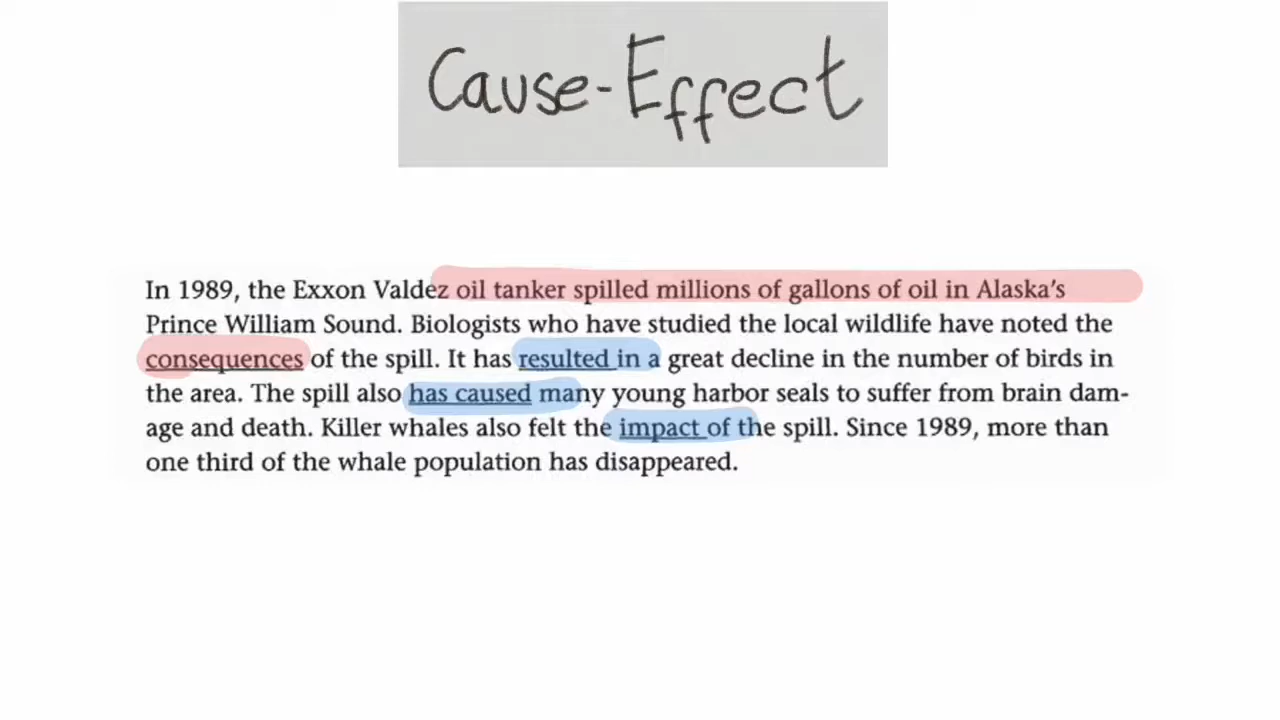 Cause-Effect
In 1989, the Exxon Valdez oil tanker spilled millions of gallons of oil in Alaska's
Prince William Sound. Biologists who have studied the local wildlife have noted the
consequences of the spill. It has resulted in a great decline in the number of birds in
the area. The spill also has caused many young harbor seals to suffer from brain dam-
age and death. Killer whales also felt the impact of the spill. Since 1989, more than
one third of the whale population has disappeared.